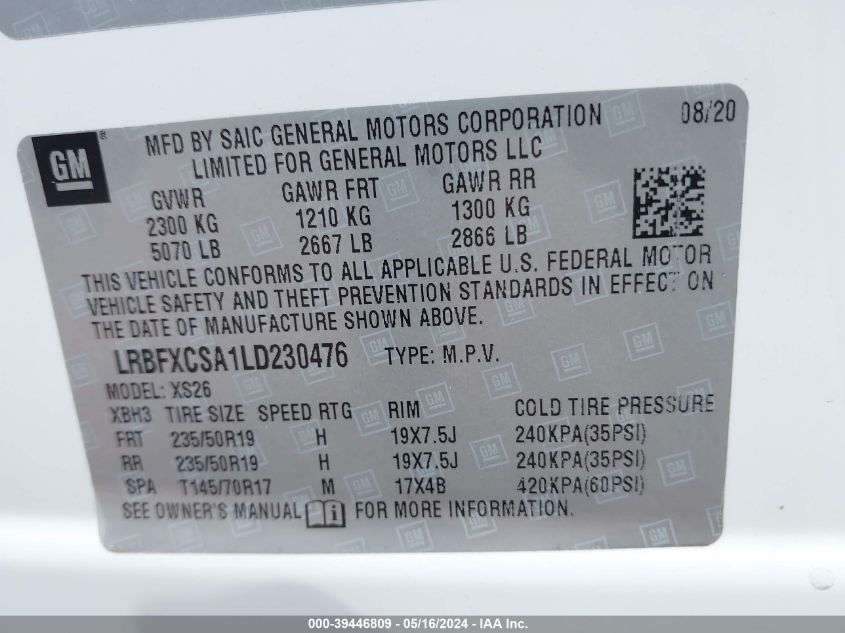 GM
®
MFD BY SAIC GENERAL MOTORS CORPORATION 08/20
LIMITED FOR GENERAL MOTORS LLC
GVWR GAWR FRT GAWR RR
2300 KG 1210 KG 1300 KG
5070 LB 2667 LB 2866 LB
THIS VEHICLE CONFORMS TO ALL APPLICABLE U.S. FEDERAL MOTOR
VEHICLE SAFETY AND THEFT PREVENTION STANDARDS IN EFFECT ON
THE DATE OF MANUFACTURE SHOWN ABOVE.
LRBFXCSA1LD230476 TYPE: M.P.V.
MODEL: XS26
XBH3 TIRE SIZE SPEED RTG RIM COLD TIRE PRESSURE
FRT 235/50R19 H 19X7.5J 240KPA(35PSI)
RR 235/50R19 H 19X7.5J 240KPA(35PSI)
SPA T145/70R17 M 17X4B 420KPA(60PSI)
SEE OWNER'S MANUAL i FOR MORE INFORMATION.
000-39446809 - 05/16/2024 - IAA Inc.